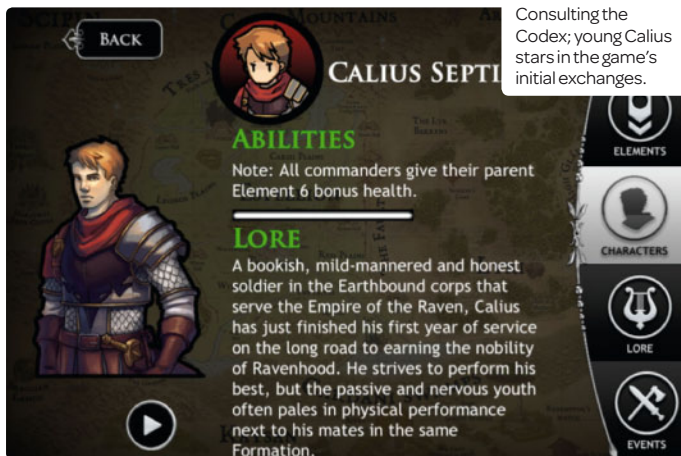 Consulting the
Codex; young Calius
stars in the game's
initial exchanges.
BACK
CALIUS SEPTI
ABILITIES
Note: All commanders give their parent
Element 6 bonus health.
LORE
A bookish, mild-mannered and honest
soldier in the Earthbound corps that
serve the Empire of the Raven, Calius
has just finished his first year of service
on the long road to earning the nobility
of Ravenhood. He strives to perform his
best, but the passive and nervous youth
often pales in physical performance
next to his mates in the same
Formation.
ELEMENTS
CHARACTERS
LORE
EVENTS
MOUNTAINS